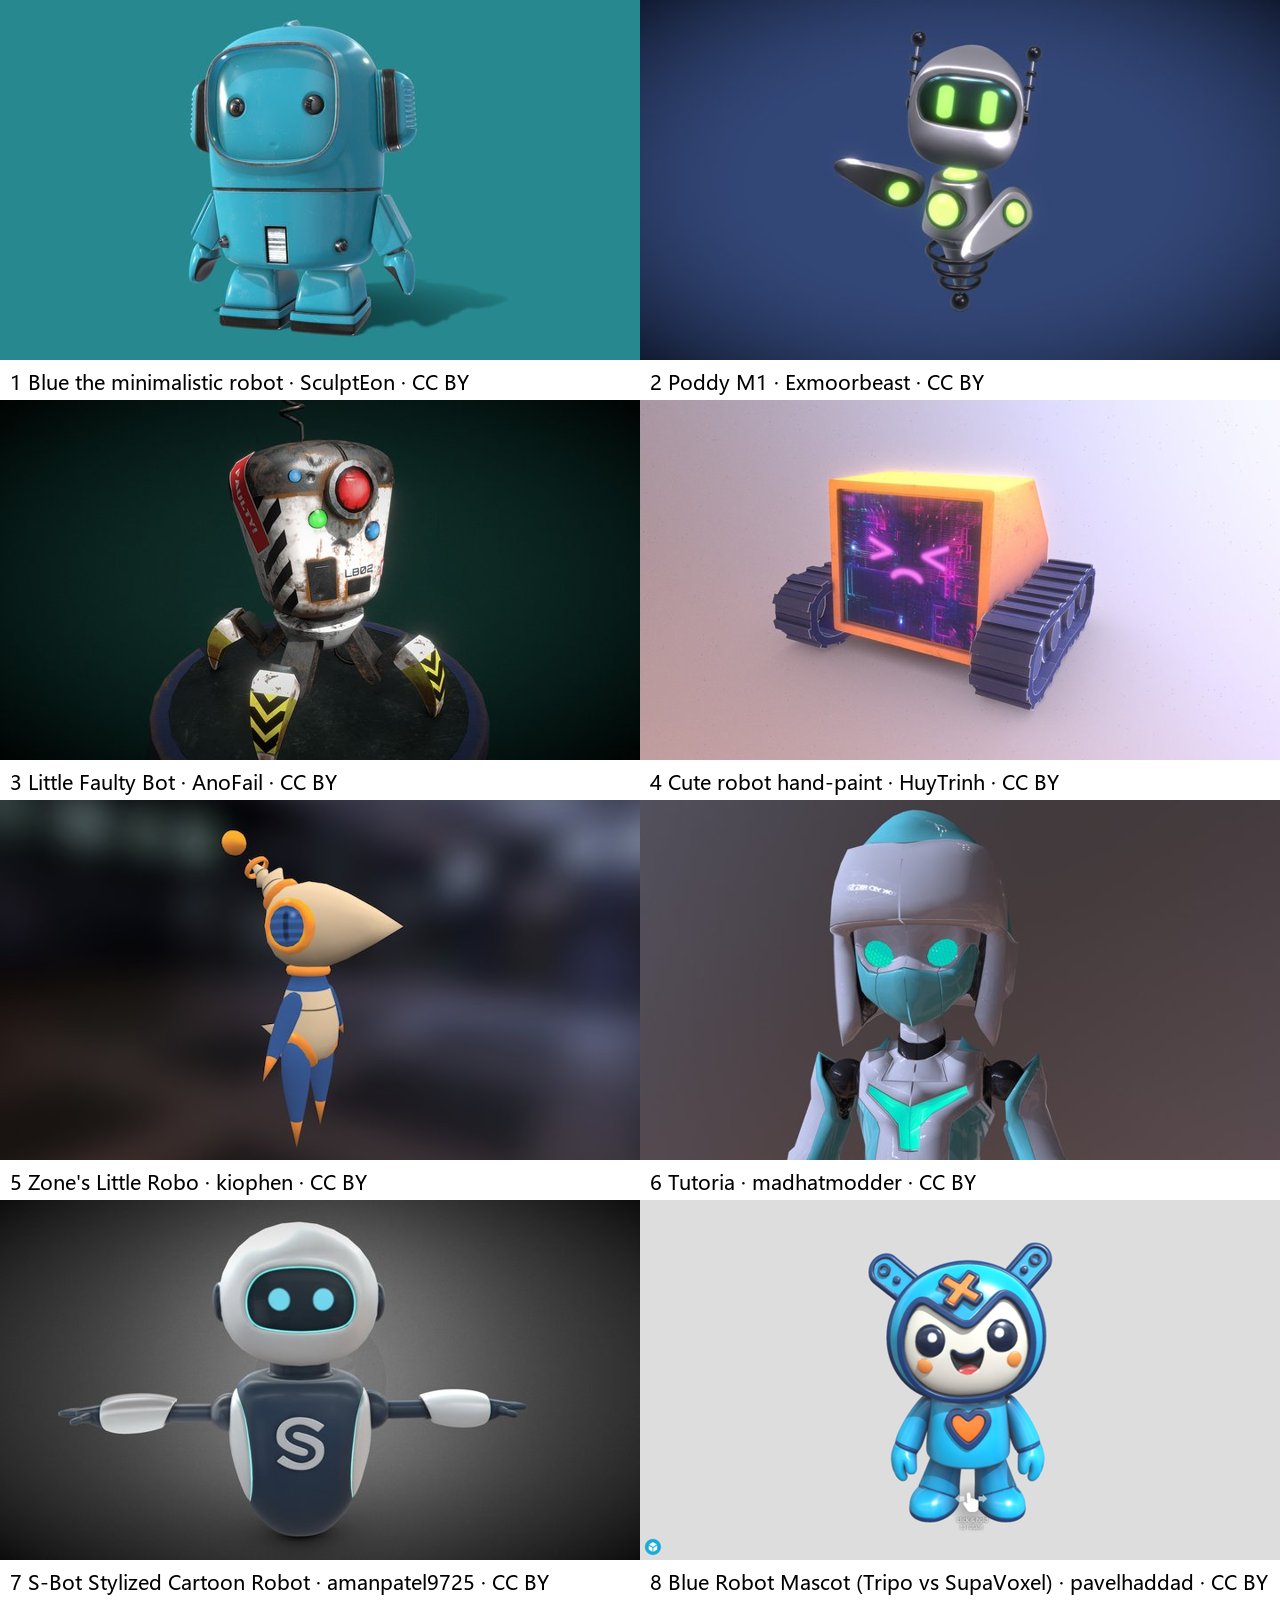 1 Blue the minimalistic robot · SculptEon · CC BY
2 Poddy M1 · Exmoorbeast · CC BY
FAULTY!
LB02
3 Little Faulty Bot · AnoFail · CC BY
4 Cute robot hand-paint · HuyTrinh · CC BY
5 Zone's Little Robo · kiophen · CC BY
6 Tutoria · madhatmodder · CC BY
S
7 S-Bot Stylized Cartoon Robot · amanpatel9725 · CC BY
8 Blue Robot Mascot (Tripo vs SupaVoxel) · pavelhaddad · CC BY